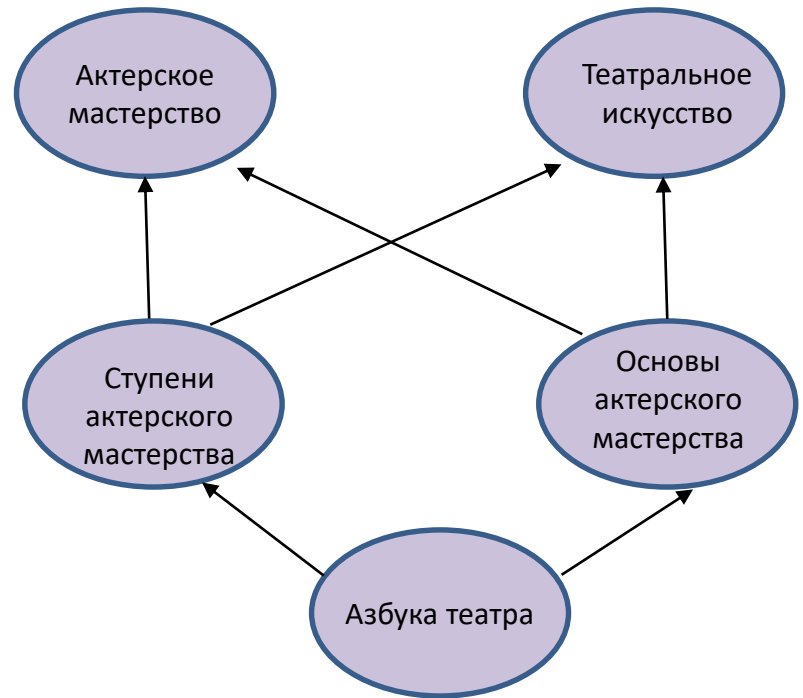 Актерское
мастерство
Театральное
искусство
Ступени
актерского
мастерства
Основы
актерского
мастерства
Азбука театра